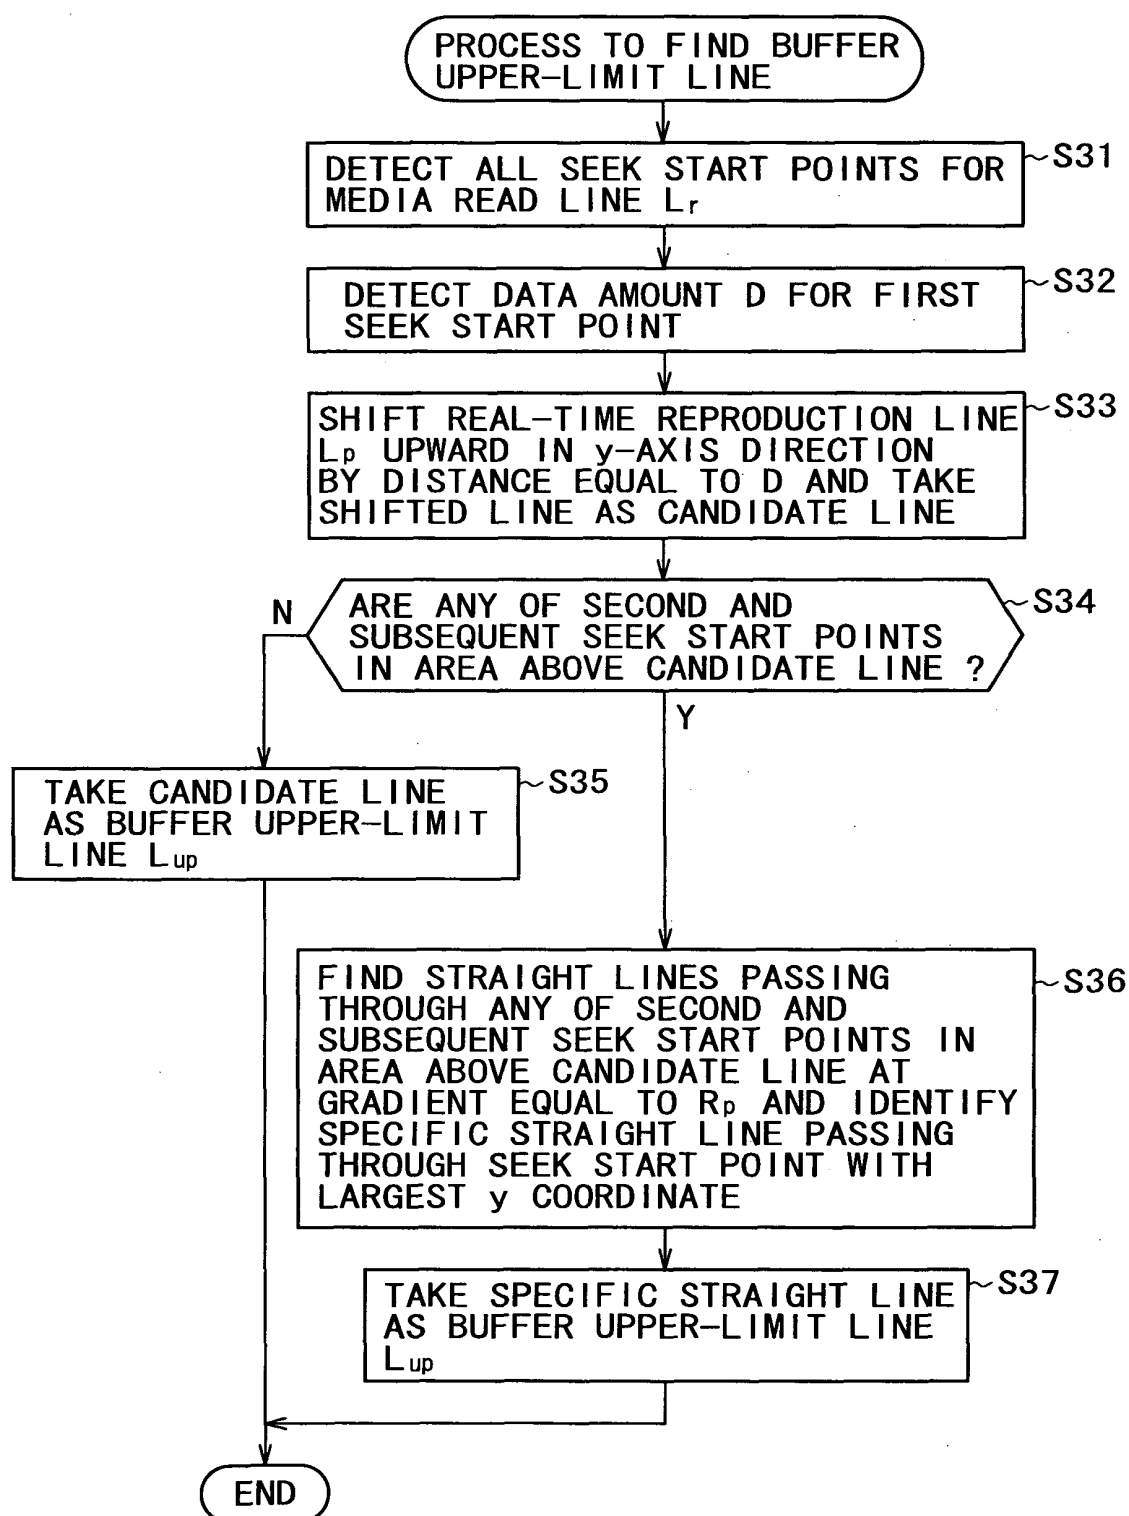 PROCESS TO FIND BUFFER
UPPER-LIMIT LINE
S31
DETECT ALL SEEK START POINTS FOR
MEDIA READ LINE Lr
S32
DETECT DATA AMOUNT D FOR FIRST
SEEK START POINT
S33
SHIFT REAL-TIME REPRODUCTION LINE
Lp UPWARD IN y-AXIS DIRECTION
BY DISTANCE EQUAL TO D AND TAKE
SHIFTED LINE AS CANDIDATE LINE
S34
N
ARE ANY OF SECOND AND
SUBSEQUENT SEEK START POINTS
IN AREA ABOVE CANDIDATE LINE ?
Y
S35
TAKE CANDIDATE LINE
AS BUFFER UPPER-LIMIT
LINE Lup
S36
FIND STRAIGHT LINES PASSING
THROUGH ANY OF SECOND AND
SUBSEQUENT SEEK START POINTS IN
AREA ABOVE CANDIDATE LINE AT
GRADIENT EQUAL TO Rp AND IDENTIFY
SPECIFIC STRAIGHT LINE PASSING
THROUGH SEEK START POINT WITH
LARGEST y COORDINATE
S37
TAKE SPECIFIC STRAIGHT LINE
AS BUFFER UPPER-LIMIT LINE
Lup
END